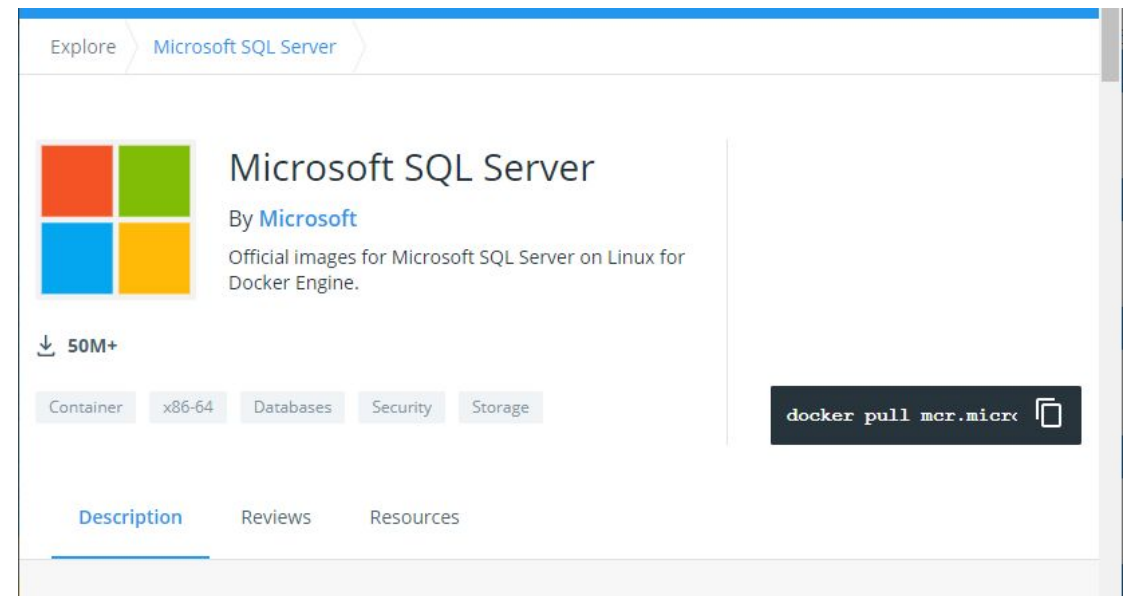 Explore Microsoft SQL Server
Microsoft SQL Server
By Microsoft
Official images for Microsoft SQL Server on Linux for
Docker Engine.
50M+
Container x86-64 Databases Security Storage
docker pull mcr.micr
Description Reviews Resources